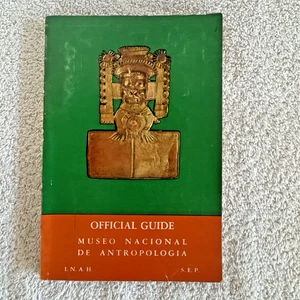 OFFICIAL GUIDE
MUSEO NACIONAL
DE ANTROPOLOGIA
I.N.A.H S.E.P.